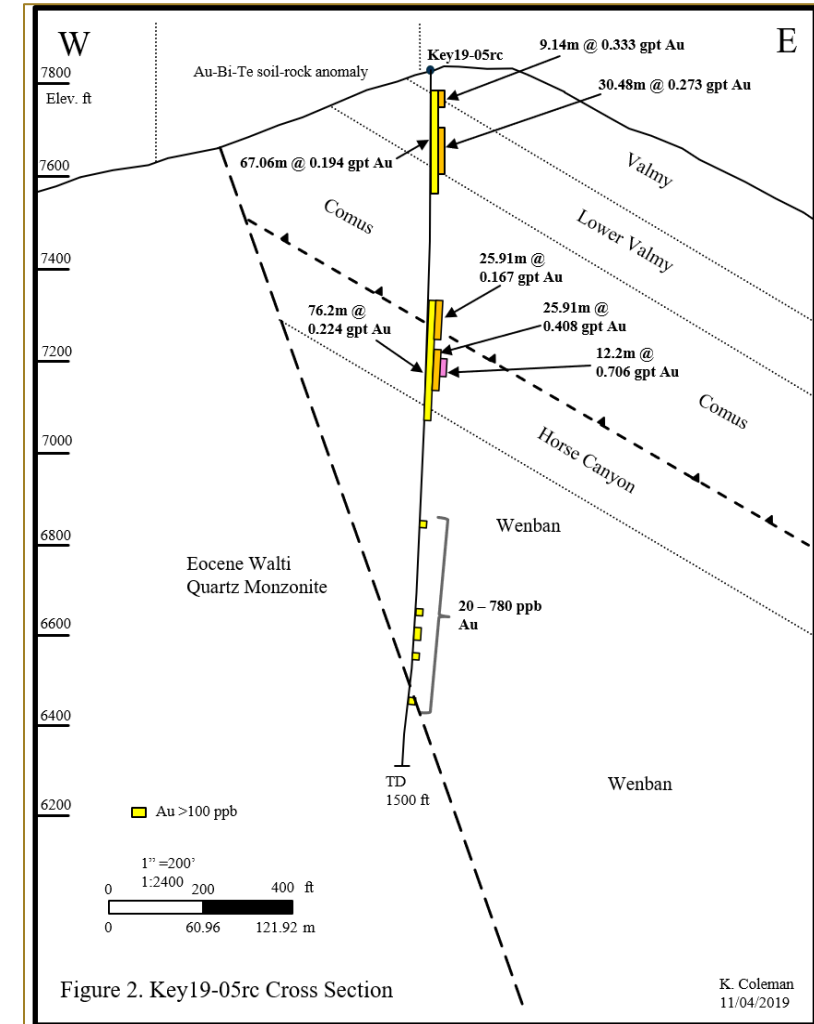 W
E
Key19-05rc
9.14m @ 0.333 gpt Au
7800
Elev. ft
Au-Bi-Te soil-rock anomaly
30.48m @ 0.273 gpt Au
67.06m @ 0.194 gpt Au
7600
Valmy
Comus
Lower Valmy
7400
25.91m @
0.167 gpt Au
76.2m @
0.224 gpt Au
25.91m @
0.408 gpt Au
7200
12.2m @
0.706 gpt Au
Comus
7000
Horse Canyon
6800
Wenban
Eocene Walti
Quartz Monzonite
20 – 780 ppb
Au
6600
6400
TD
1500 ft
Wenban
6200
Au >100 ppb
1” =200’
1:2400
0 200 400 ft
0 60.96 121.92 m
Figure 2. Key19-05rc Cross Section
K. Coleman
11/04/2019